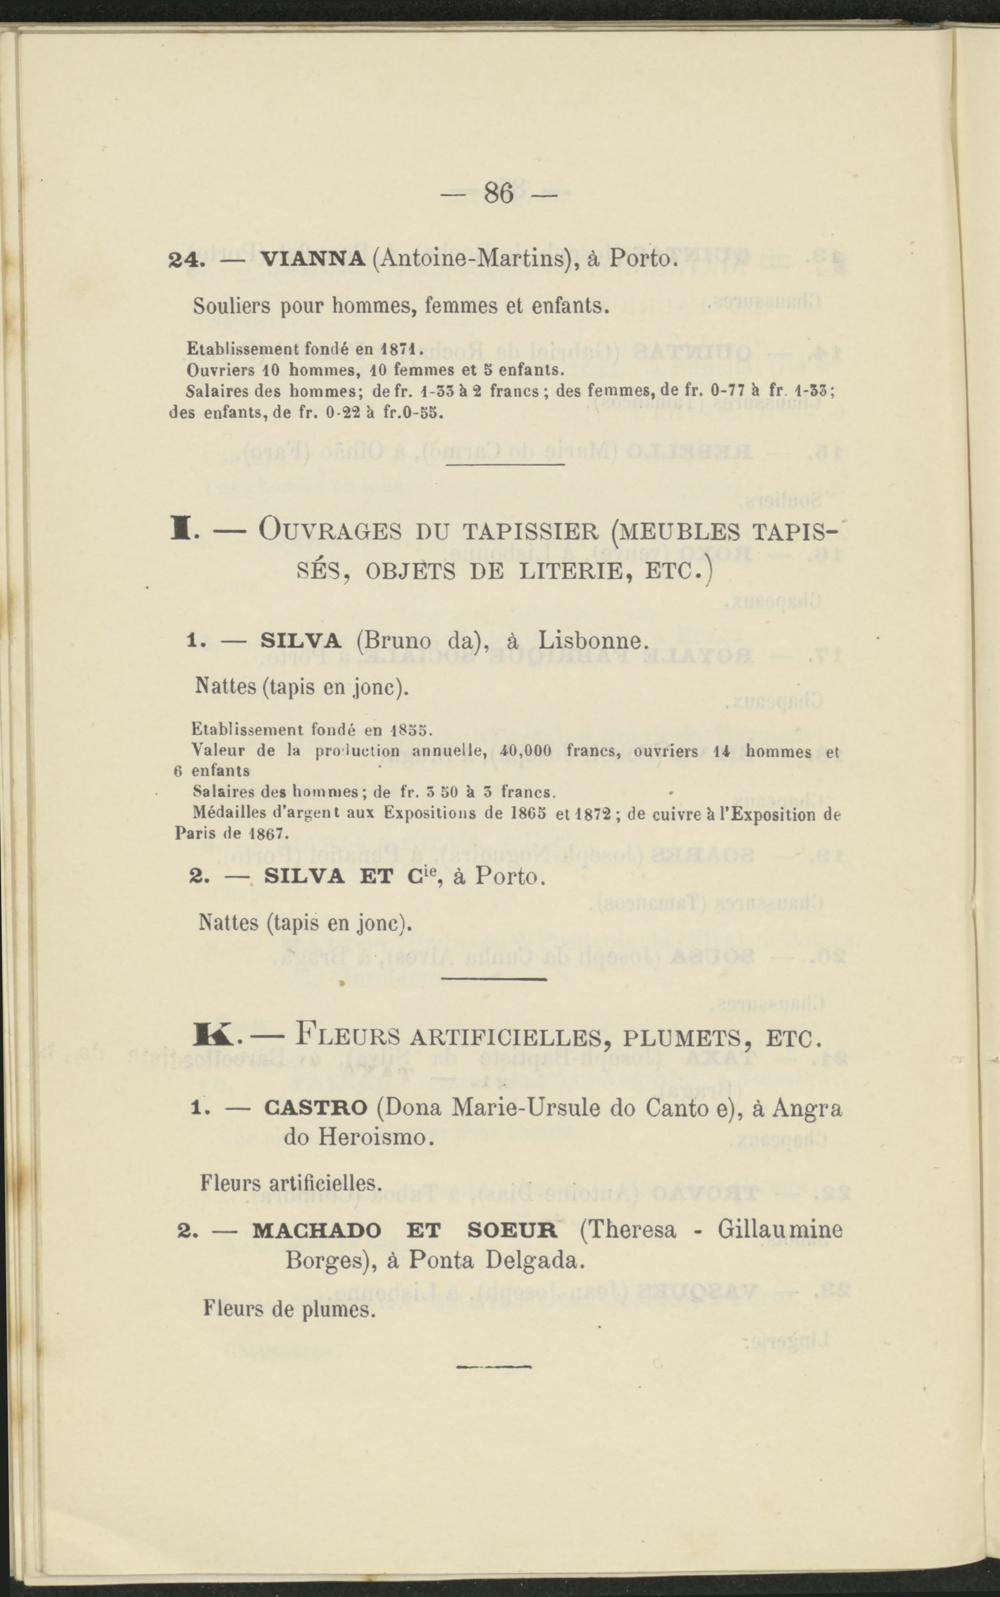 — 86 —
24. — VIANNA (Antoine-Martins), à Porto.
Souliers pour hommes, femmes et enfants.
Etablissement fondé en 1871.
Ouvriers 10 hommes, 10 femmes et 5 enfants.
Salaires des hommes; de fr. 1-33 à 2 francs; des femmes, de fr. 0-77 à fr. 1-33;
des enfants, de fr. 0-22 à fr.0-55.
I. — OUVRAGES DU TAPISSIER (MEUBLES TAPIS-
SÉS, OBJETS DE LITERIE, ETC.)
1. — SILVA (Bruno da), à Lisbonne.
Nattes (tapis en jonc).
Etablissement fondé en 1855.
Valeur de la production annuelle, 40,000 francs, ouvriers 14 hommes et
6 enfants
Salaires des hommes; de fr. 3 50 à 3 francs.
Médailles d'argent aux Expositions de 1865 et 1872; de cuivre à l'Exposition de
Paris de 1867.
2. — SILVA ET Cie, à Porto.
Nattes (tapis en jonc).
K. — FLEURS ARTIFICIELLES, PLUMETS, ETC.
1. — CASTRO (Dona Marie-Ursule do Canto e), à Angra
do Heroismo.
Fleurs artificielles.
2. — MACHADO ET SOEUR (Theresa - Gillaumine
Borges), à Ponta Delgada.
Fleurs de plumes.